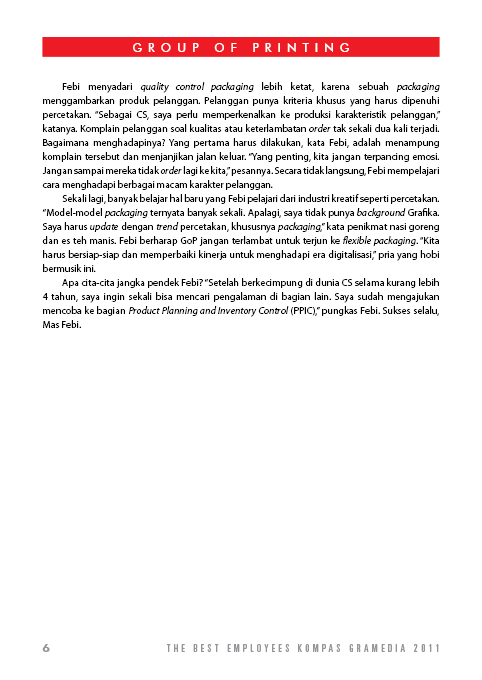 GROUP OF PRINTING
Febi menyadari quality control packaging lebih ketat, karena sebuah packaging
menggambarkan produk pelanggan. Pelanggan punya kriteria khusus yang harus dipenuhi
percetakan. “Sebagai CS, saya perlu memperkenalkan ke produksi karakteristik pelanggan,”
katanya. Komplain pelanggan soal kualitas atau keterlambatan order tak sekali dua kali terjadi.
Bagaimana menghadapinya? Yang pertama harus dilakukan, kata Febi, adalah menampung
komplain tersebut dan menjanjikan jalan keluar. “Yang penting, kita jangan terpancing emosi.
Jangan sampai mereka tidak order lagi ke kita,” pesannya. Secara tidak langsung, Febi mempelajari
cara menghadapi berbagai macam karakter pelanggan.
Sekali lagi, banyak belajar hal baru yang Febi pelajari dari industri kreatif seperti percetakan.
“Model-model packaging ternyata banyak sekali. Apalagi, saya tidak punya background Grafika.
Saya harus update dengan trend percetakan, khususnya packaging,” kata penikmat nasi goreng
dan es teh manis. Febi berharap GoP jangan terlambat untuk terjun ke flexible packaging. “Kita
harus bersiap-siap dan memperbaiki kinerja untuk menghadapi era digitalisasi,” pria yang hobi
bermusik ini.
Apa cita-cita jangka pendek Febi? “Setelah berkecimpung di dunia CS selama kurang lebih
4 tahun, saya ingin sekali bisa mencari pengalaman di bagian lain. Saya sudah mengajukan
mencoba ke bagian Product Planning and Inventory Control (PPIC),” pungkas Febi. Sukses selalu,
Mas Febi.
6 THE BEST EMPLOYEES KOMPAS GRAMEDIA 2011